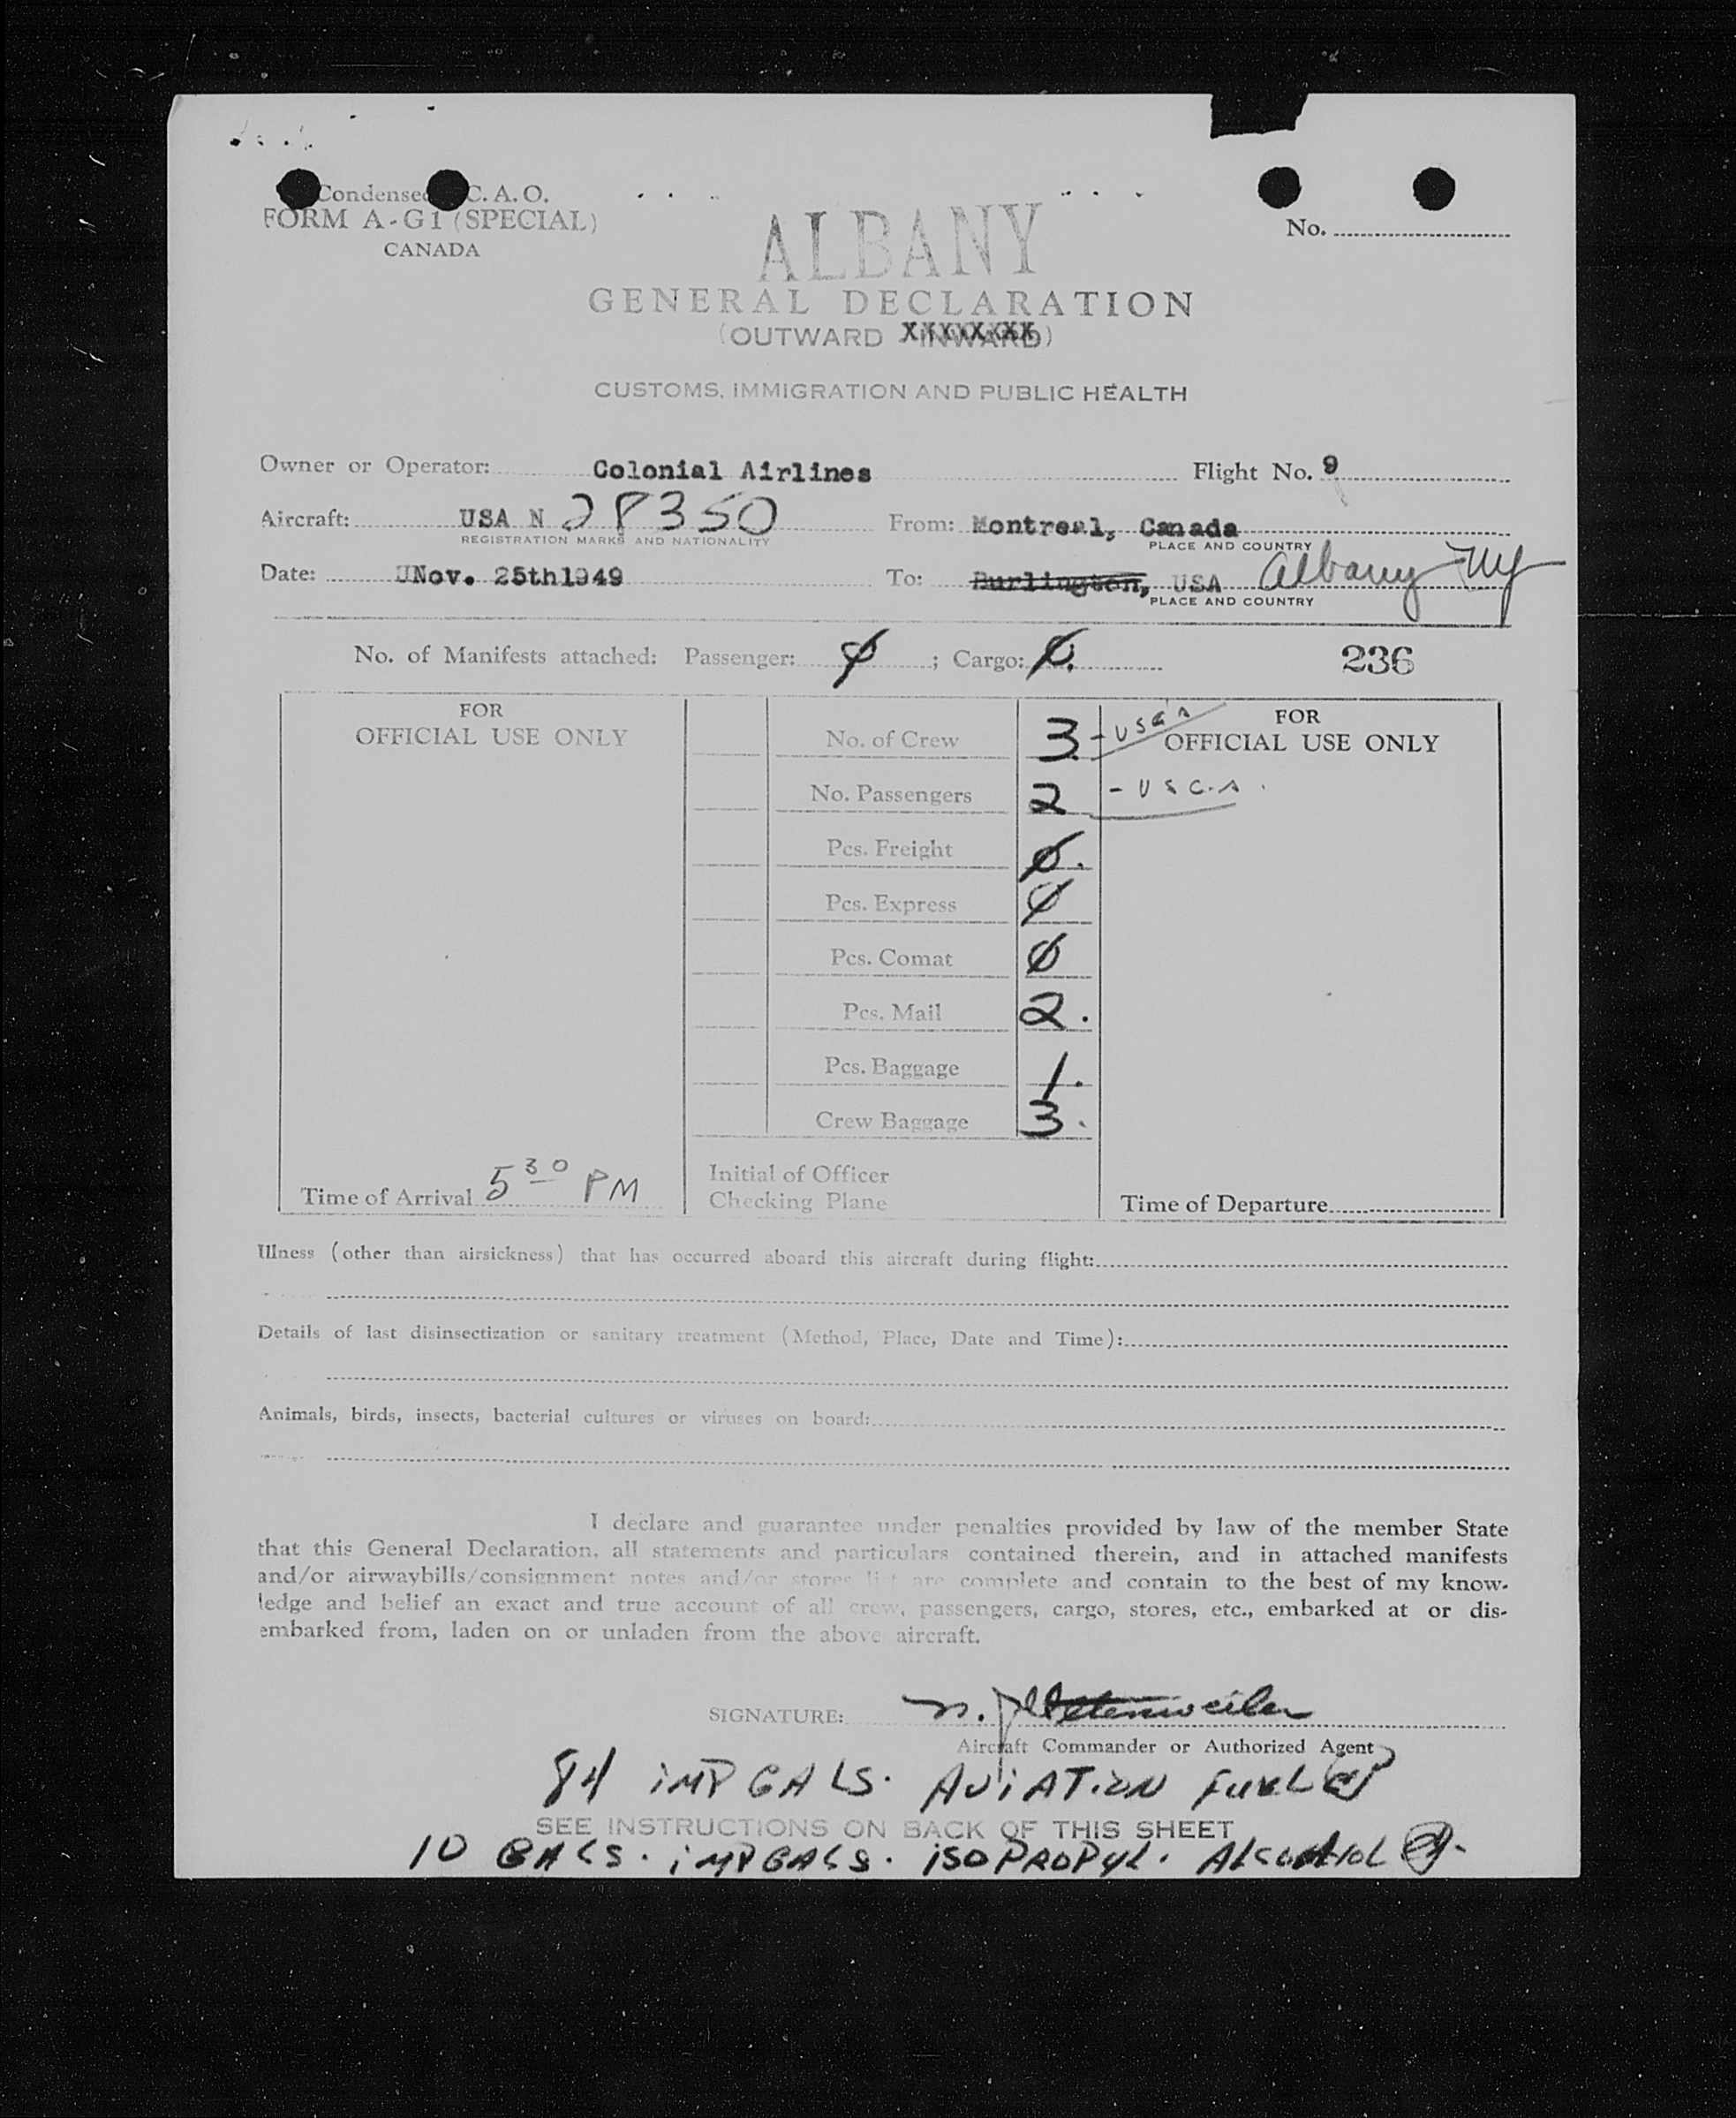 Condensed C. A. O.
FORM A-G1 (SPECIAL)
CANADA
No.
ALBANY
GENERAL DECLARATION
(OUTWARD INWARD)
CUSTOMS, IMMIGRATION AND PUBLIC HEALTH
Owner or Operator: Colonial Airlines Flight No. 9
Aircraft: USA N 28350 From: Montreal, Canada
REGISTRATION MARKS AND NATIONALITY PLACE AND COUNTRY
Date: UNov. 25th1949 To: Burlington, USA Albany NY
PLACE AND COUNTRY
No. of Manifests attached: Passenger: 0 ; Cargo: 0. 236
FOR
OFFICIAL USE ONLY
No. of Crew 3 - USCA
FOR
OFFICIAL USE ONLY
No. Passengers 2 - USC.A.
Pcs. Freight 0.
Pcs. Express 0
Pcs. Comat 0
Pcs. Mail 2.
Pcs. Baggage 1.
Crew Baggage 3.
Time of Arrival 5 30 PM
Initial of Officer
Checking Plane
Time of Departure
Illness (other than airsickness) that has occurred aboard this aircraft during flight:
Details of last disinsectization or sanitary treatment (Method, Place, Date and Time):
Animals, birds, insects, bacterial cultures or viruses on board:
I declare and guarantee under penalties provided by law of the member State
that this General Declaration, all statements and particulars contained therein, and in attached manifests
and/or airwaybills/consignment notes and/or stores list are complete and contain to the best of my know-
ledge and belief an exact and true account of all crew, passengers, cargo, stores, etc., embarked at or dis-
embarked from, laden on or unladen from the above aircraft.
SIGNATURE:
Aircraft Commander or Authorized Agent
84 IMP GALS. AVIATION FUEL
SEE INSTRUCTIONS ON BACK OF THIS SHEET
10 GALS. IMP GALS. ISOPROPYL. ALCOHOL